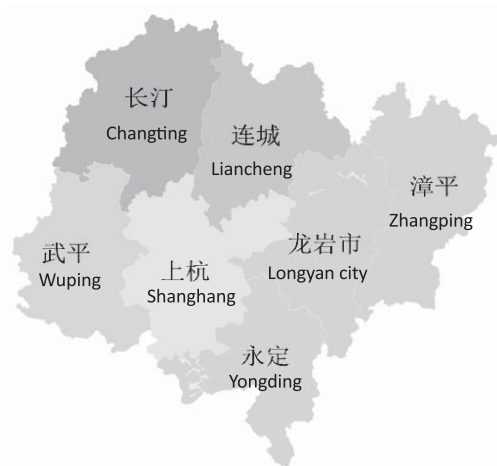 长汀
Changting
连城
Liancheng
漳平
Zhangping
武平
Wuping
上杭
Shanghang
龙岩市
Longyan city
永定
Yongding